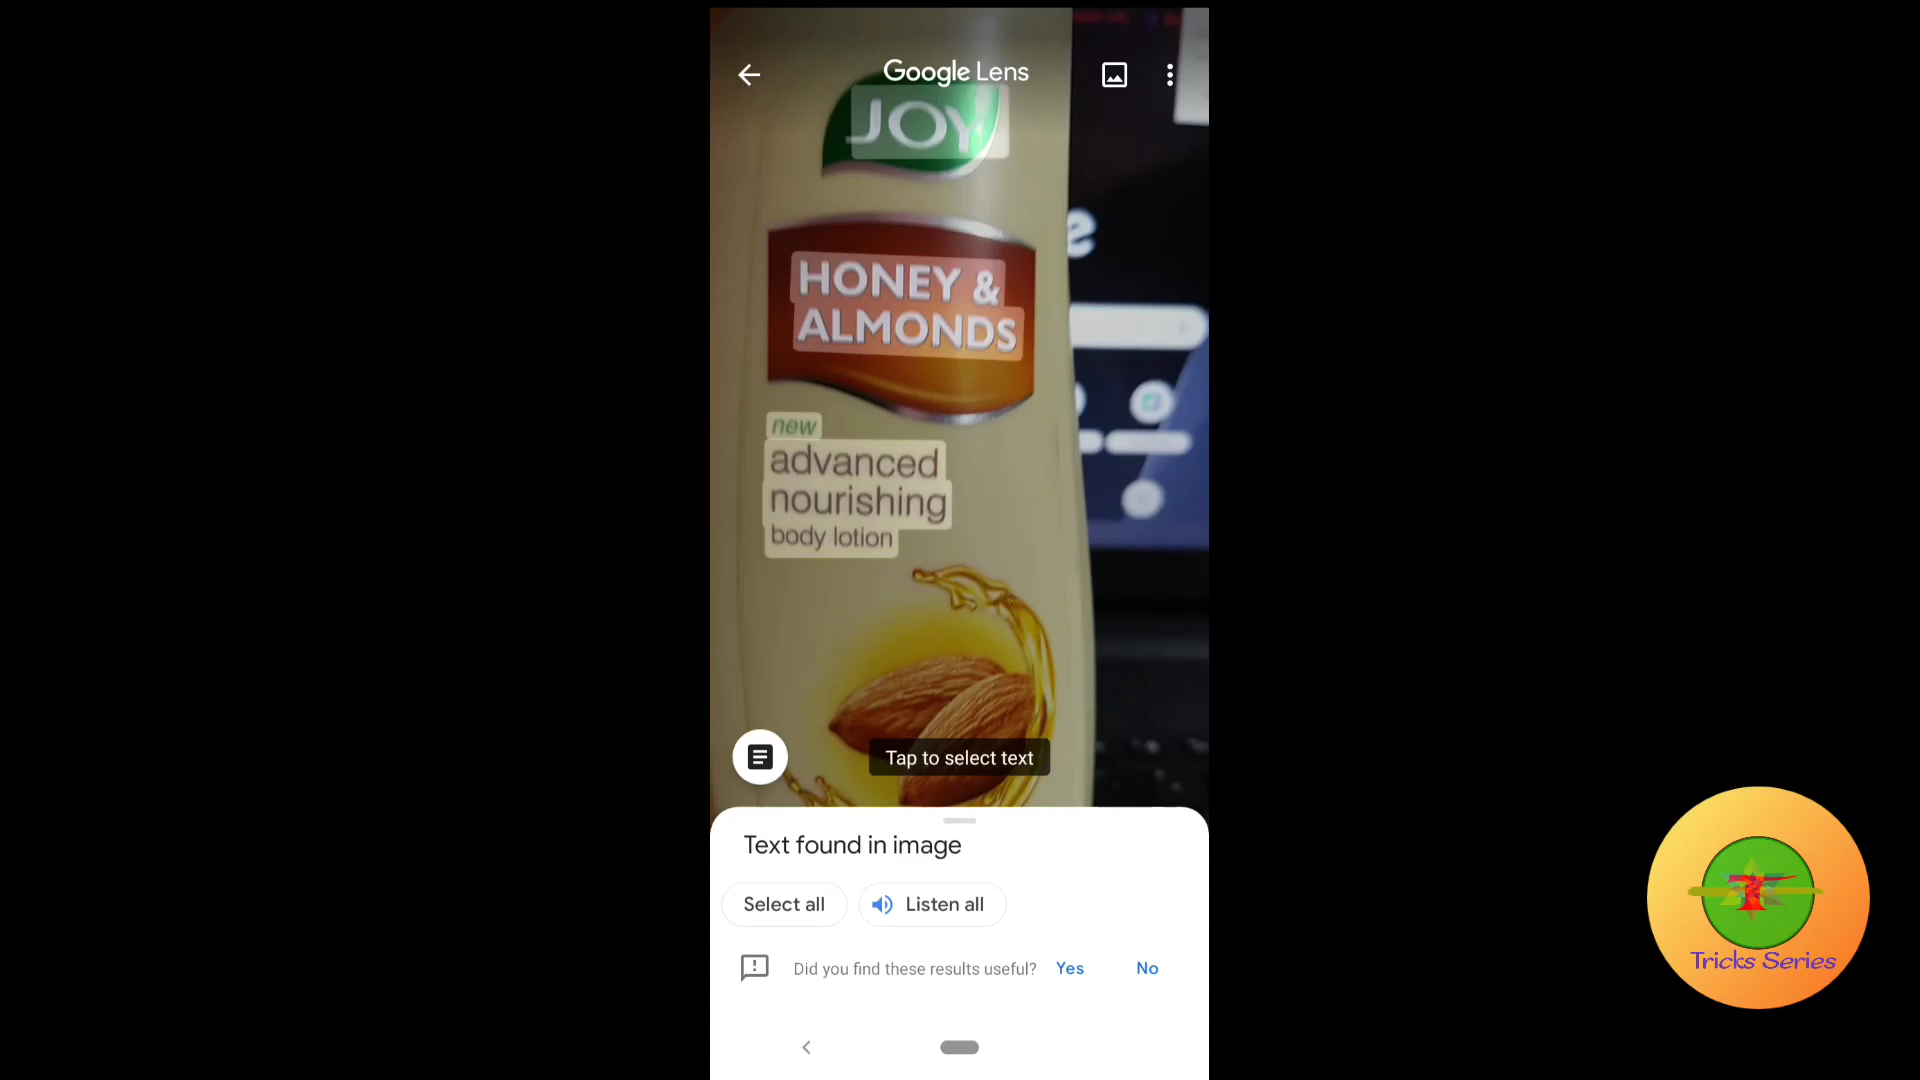 Google Lens
JOY
HONEY &
ALMONDS
new
advanced
nourishing
body lotion
Tap to select text
Text found in image
Select all
Listen all
Did you find these results useful? Yes No
Tricks Series